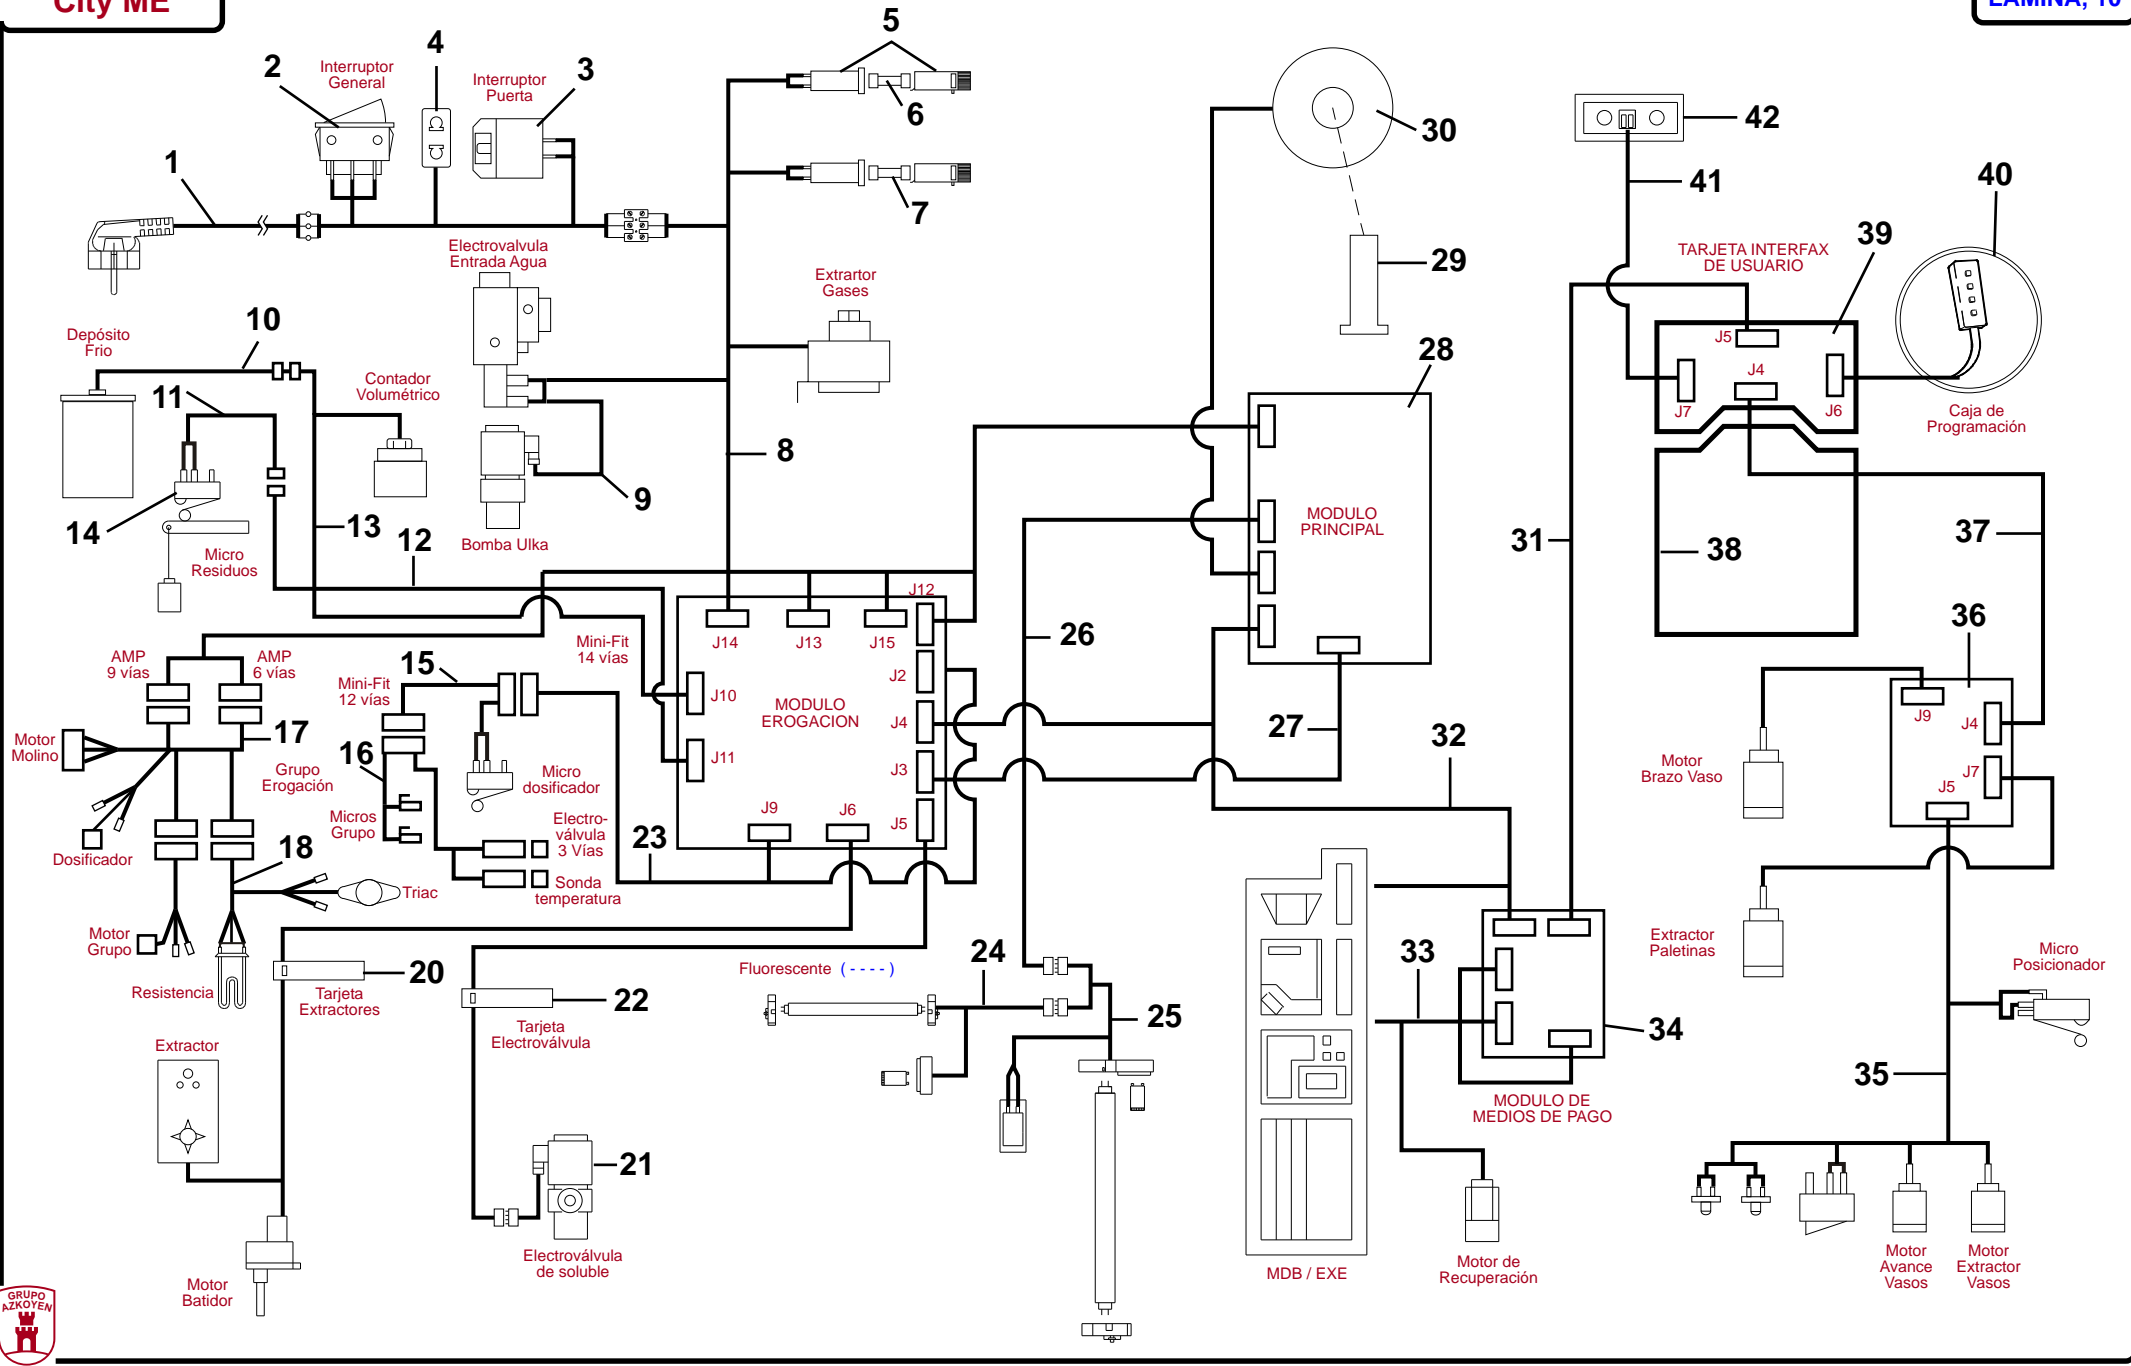 City ME
LAMINA, 10
5
4
2
Interruptor
General
Interruptor
Puerta
3
6
30
42
1
7
41
40
Electrovalvula
Entrada Agua
Extrartor
Gases
29
TARJETA INTERFAX
DE USUARIO
39
10
Depósito
Frio
28
J5
J4
J7
J6
Contador
Volumétrico
11
Caja de
Programación
8
9
14
13
12
Bomba Ulka
Micro
Residuos
MODULO
PRINCIPAL
31
38
37
J12
J14
J13
J15
Mini-Fit
14 vías
26
36
AMP
9 vías
AMP
6 vías
15
Mini-Fit
12 vías
J2
J10
MODULO
EROGACION
J4
27
32
J9
J4
Motor
Molino
17
16
J11
J3
Grupo
Erogación
Micro
dosificador
Motor
Brazo Vaso
J7
J5
J9
J6
J5
Micros
Grupo
Electro-
válvula
3 Vías
23
Dosificador
18
Sonda
temperatura
Triac
Motor
Grupo
20
Resistencia
Tarjeta
Extractores
22
Tarjeta
Electroválvula
Fluorescente (----)
24
25
33
34
Extractor
Paletinas
Micro
Posicionador
Extractor
35
MODULO DE
MEDIOS DE PAGO
21
Electroválvula
de soluble
Motor
Batidor
MDB / EXE
Motor de
Recuperación
Motor
Avance
Vasos
Motor
Extractor
Vasos
GRUPO
AZKOYEN